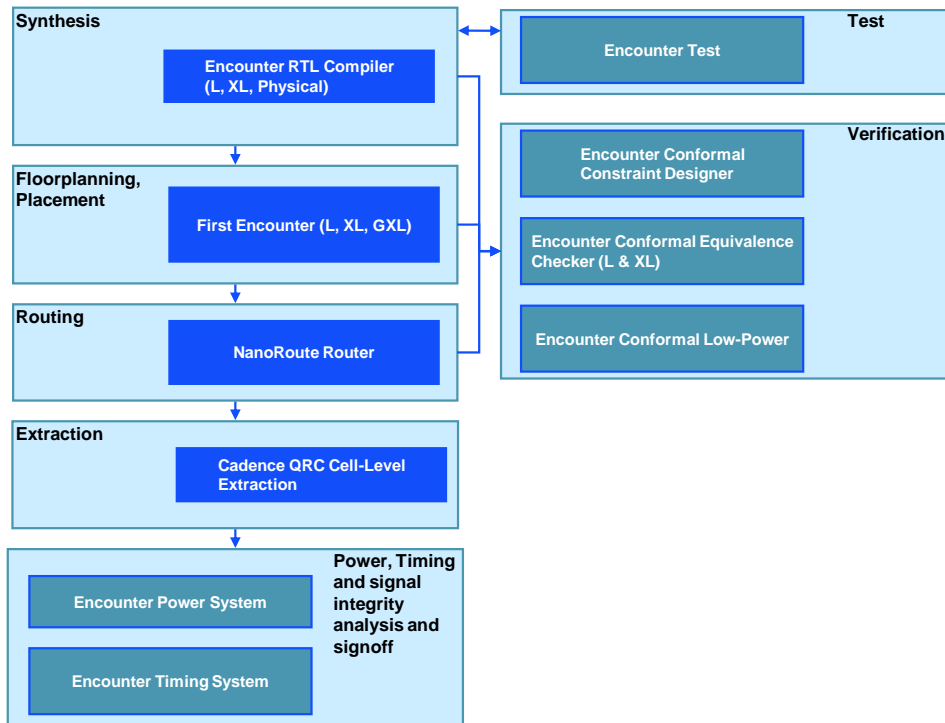 Synthesis
Encounter RTL Compiler
(L, XL, Physical)
Test
Encounter Test
Verification
Encounter Conformal
Constraint Designer
Encounter Conformal Equivalence
Checker (L & XL)
Encounter Conformal Low-Power
Floorplanning,
Placement
First Encounter (L, XL, GXL)
Routing
NanoRoute Router
Extraction
Cadence QRC Cell-Level
Extraction
Power, Timing
and signal
integrity
analysis and
signoff
Encounter Power System
Encounter Timing System